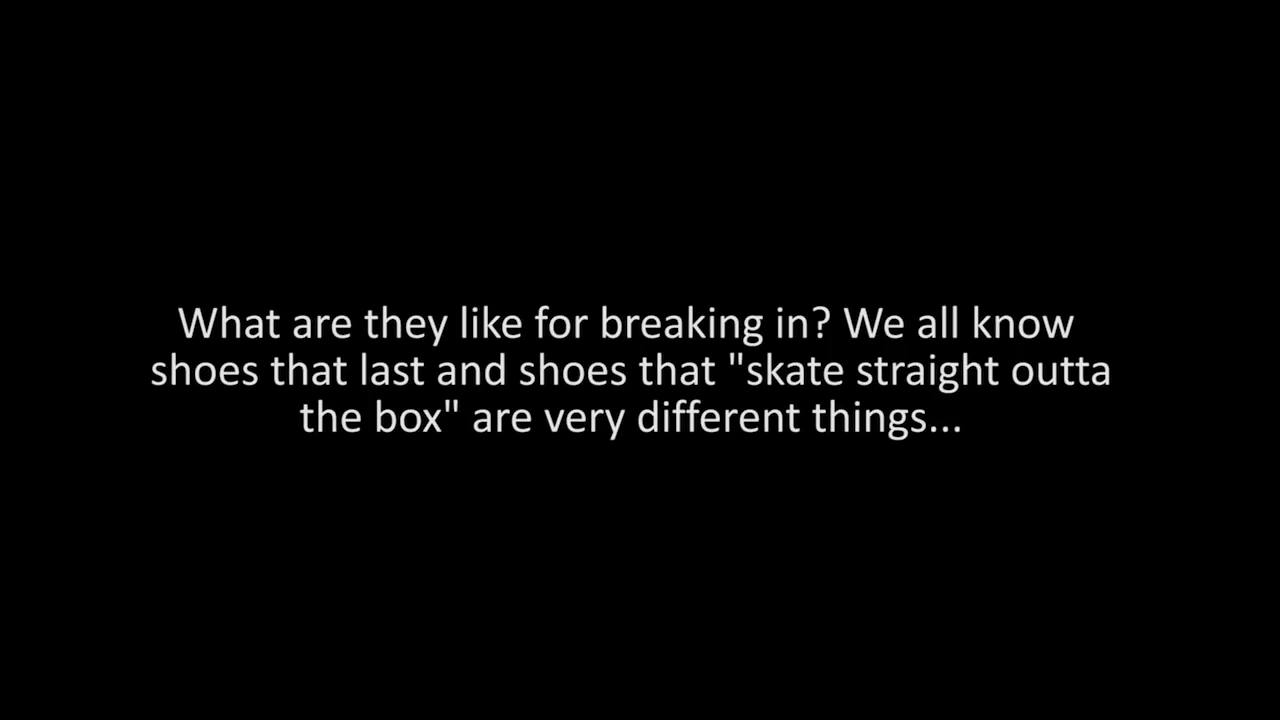 What are they like for breaking in? We all know
shoes that last and shoes that "skate straight outta
the box" are very different things...